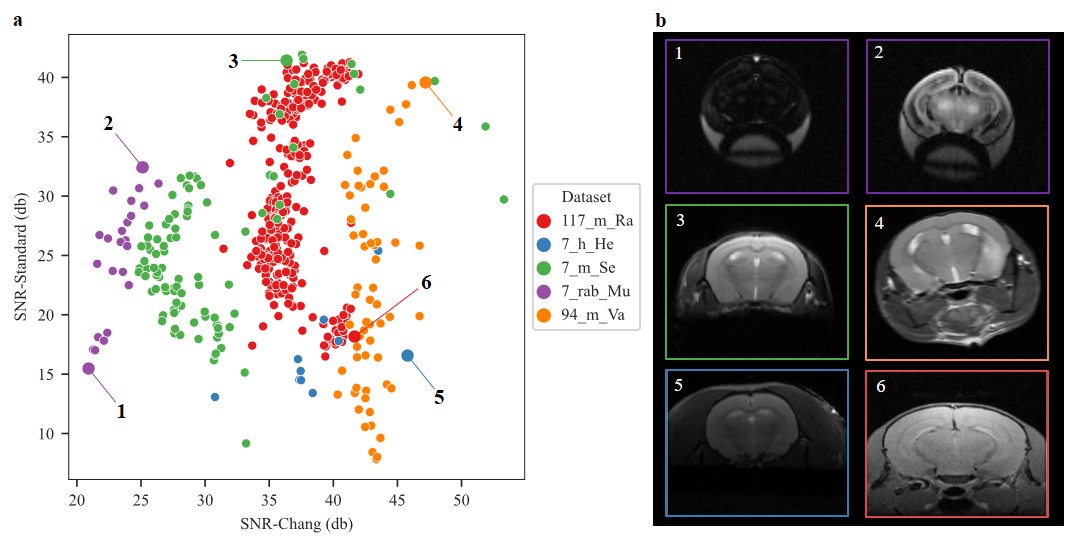 a
SNR-Standard (db)
40
35
30
25
20
15
10
20 25 30 35 40 45 50
SNR-Chang (db)
1
2
3
4
5
6
Dataset
117_m_Ra
7_h_He
7_m_Se
7_rab_Mu
94_m_Va
b
1 2
3 4
5 6